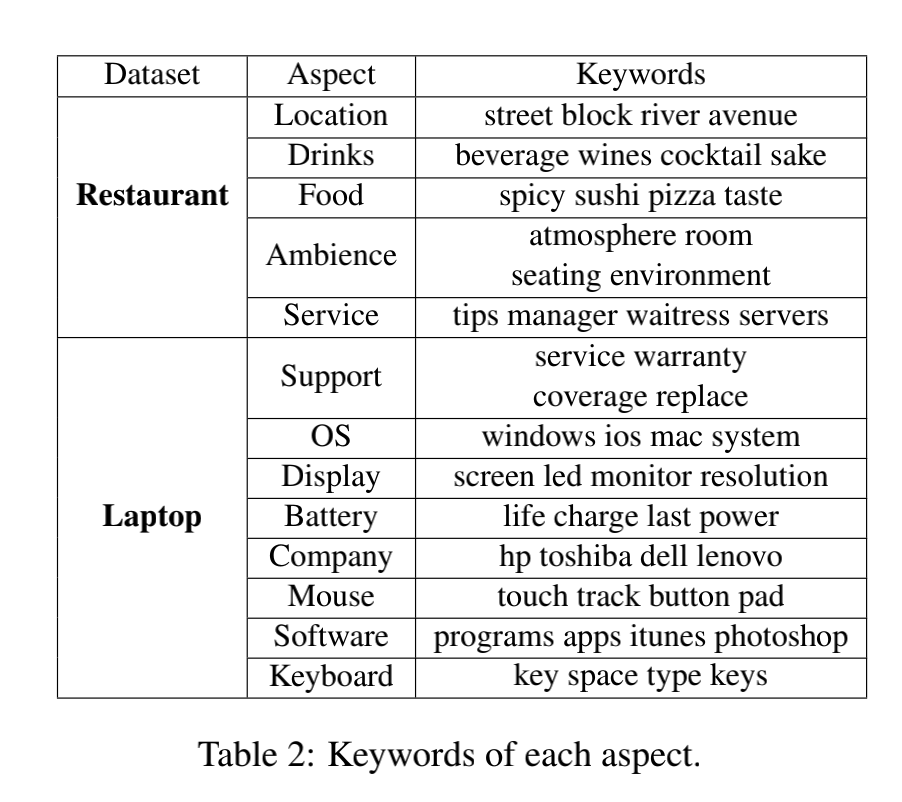 Dataset Aspect Keywords
Restaurant
Location street block river avenue
Drinks beverage wines cocktail sake
Food spicy sushi pizza taste
Ambience atmosphere room
seating environment
Service tips manager waitress servers
Laptop
Support service warranty
coverage replace
OS windows ios mac system
Display screen led monitor resolution
Battery life charge last power
Company hp toshiba dell lenovo
Mouse touch track button pad
Software programs apps itunes photoshop
Keyboard key space type keys
Table 2: Keywords of each aspect.